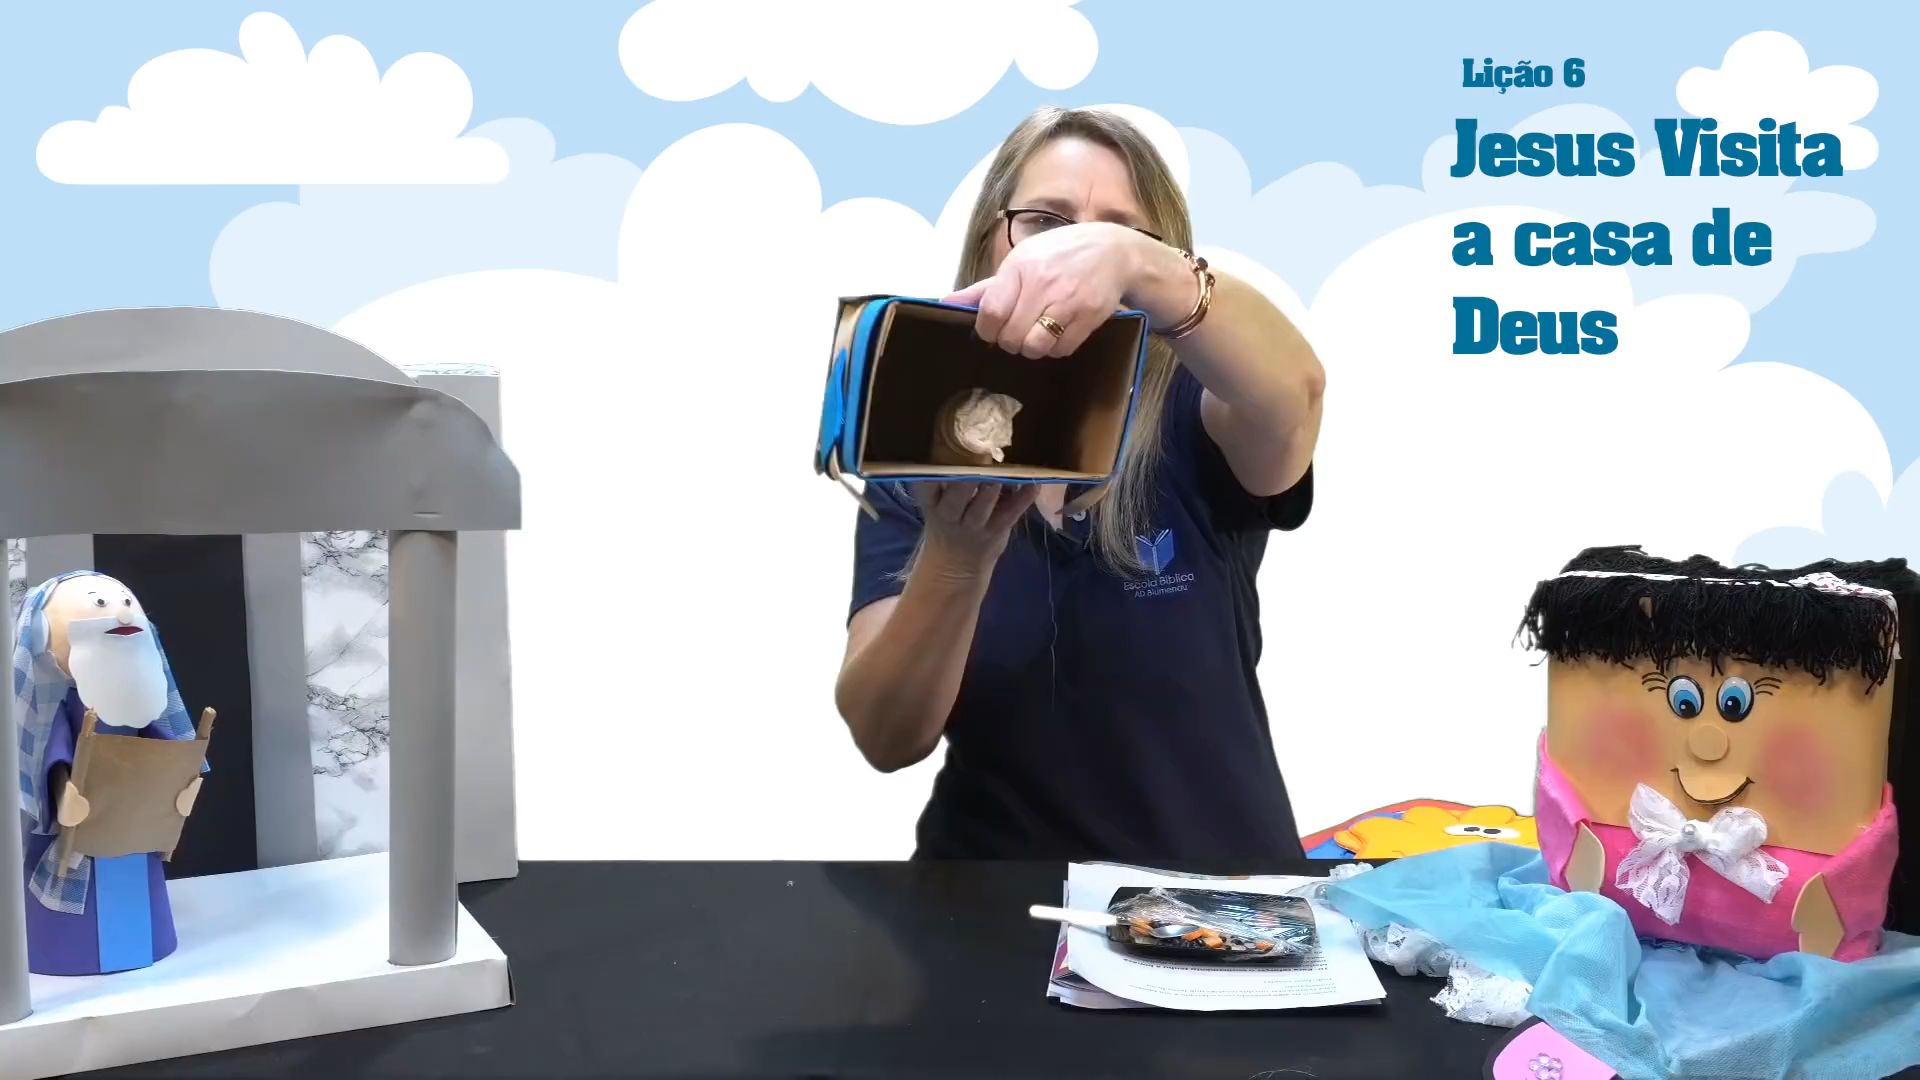 Lição 6
Jesus Visita
a casa de
Deus
Escola Bíblica
AD Blumenau